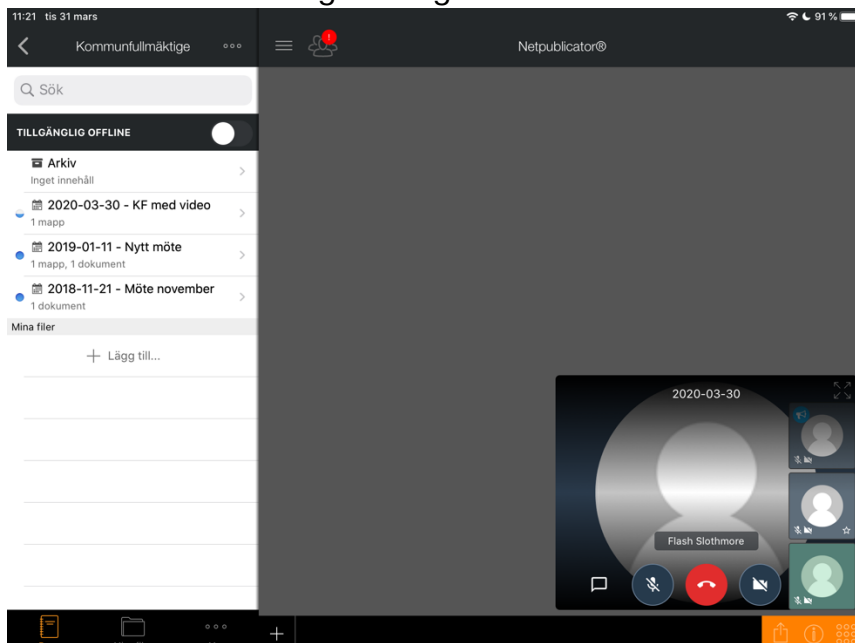 11:21 tis 31 mars
91 %
Kommunfullmäktige
Netpublicator®
Sök
TILLGÄNGLIG OFFLINE
Arkiv
Inget innehåll
2020-03-30 - KF med video
1 mapp
2019-01-11 - Nytt möte
1 mapp, 1 dokument
2018-11-21 - Möte november
1 dokument
Mina filer
Lägg till...
2020-03-30
Flash Slothmore